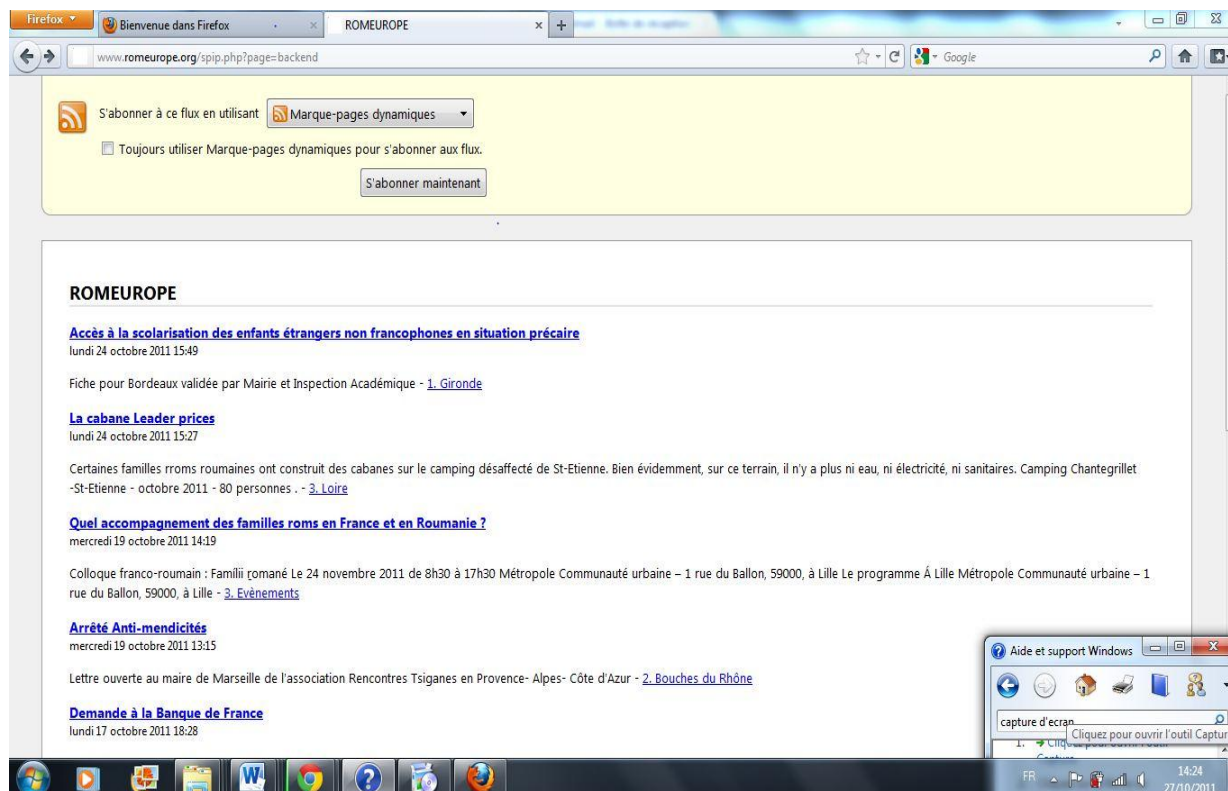 Firefox
Bienvenue dans Firefox
ROMEUROPE
www.romeurope.org/spip.php?page=backend
Google
S'abonner à ce flux en utilisant Marque-pages dynamiques
Toujours utiliser Marque-pages dynamiques pour s'abonner aux flux.
S'abonner maintenant
ROMEUROPE
Accès à la scolarisation des enfants étrangers non francophones en situation précaire
lundi 24 octobre 2011 15:49
Fiche pour Bordeaux validée par Mairie et Inspection Académique - 1. Gironde
La cabane Leader prices
lundi 24 octobre 2011 15:27
Certaines familles rroms roumaines ont construit des cabanes sur le camping désaffecté de St-Etienne. Bien évidemment, sur ce terrain, il n'y a plus ni eau, ni électricité, ni sanitaires. Camping Chantegrillet
-St-Etienne - octobre 2011 - 80 personnes . - 3. Loire
Quel accompagnement des familles roms en France et en Roumanie ?
mercredi 19 octobre 2011 14:19
Colloque franco-roumain : Famílii romané Le 24 novembre 2011 de 8h30 à 17h30 Métropole Communauté urbaine – 1 rue du Ballon, 59000, à Lille Le programme Á Lille Métropole Communauté urbaine – 1
rue du Ballon, 59000, à Lille - 3. Evènements
Arrêté Anti-mendicités
mercredi 19 octobre 2011 13:15
Lettre ouverte au maire de Marseille de l'association Rencontres Tsiganes en Provence- Alpes- Côte d'Azur - 2. Bouches du Rhône
Demande à la Banque de France
lundi 17 octobre 2011 18:28
Aide et support Windows
capture d'ecran
Cliquez pour ouvrir l'outil Captur
FR
14:24
27/10/2011